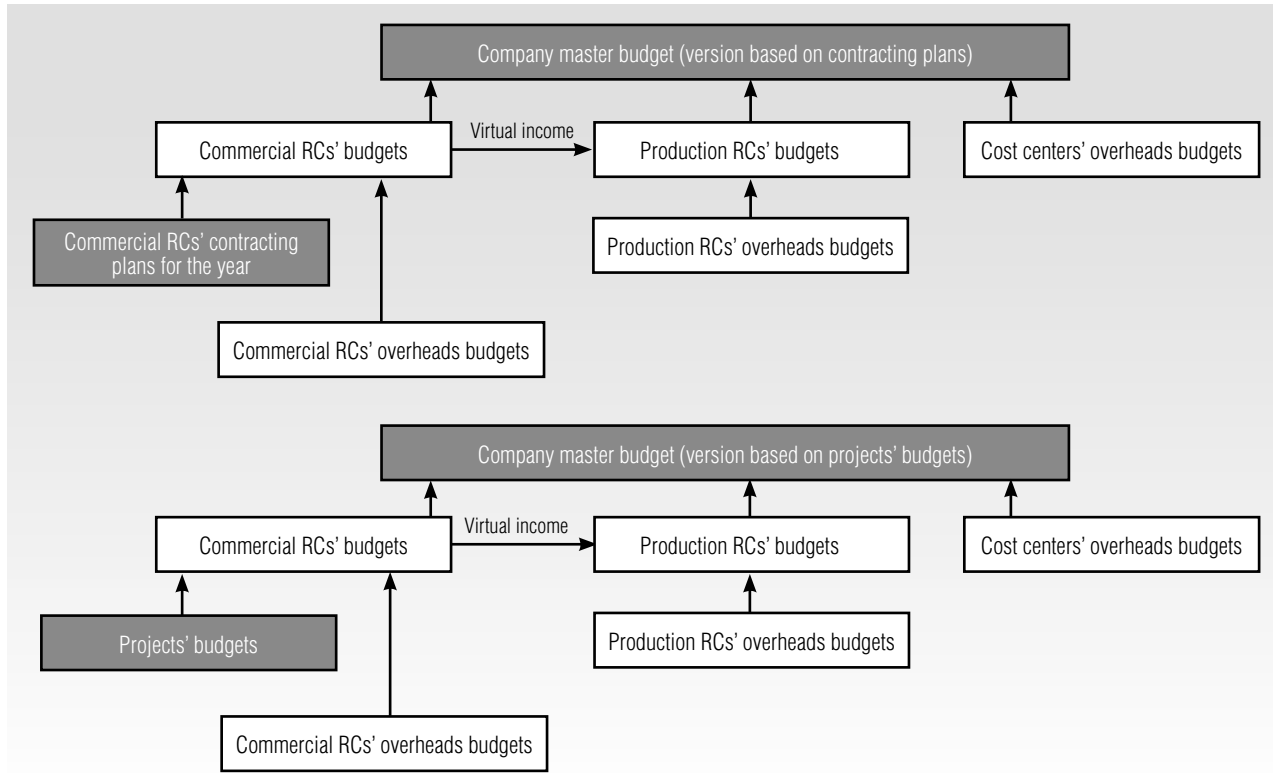 Company master budget (version based on contracting plans)
Virtual income
Commercial RCs’ budgets
Production RCs’ budgets
Cost centers’ overheads budgets
Commercial RCs’ contracting
plans for the year
Production RCs’ overheads budgets
Commercial RCs’ overheads budgets
Company master budget (version based on projects’ budgets)
Virtual income
Commercial RCs’ budgets
Production RCs’ budgets
Cost centers’ overheads budgets
Projects’ budgets
Production RCs’ overheads budgets
Commercial RCs’ overheads budgets